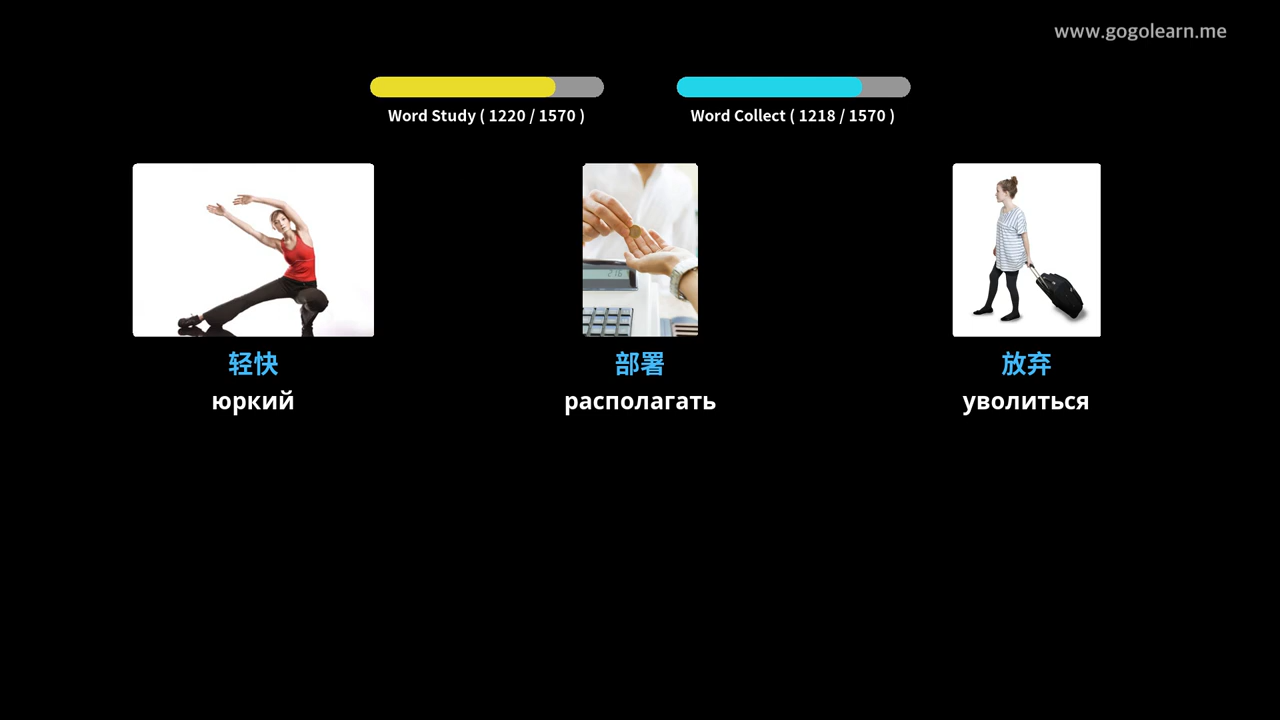 www.gogolearn.me
Word Study ( 1220 / 1570 )
Word Collect ( 1218 / 1570 )
轻快
部署
放弃
юркий
располагать
уволиться